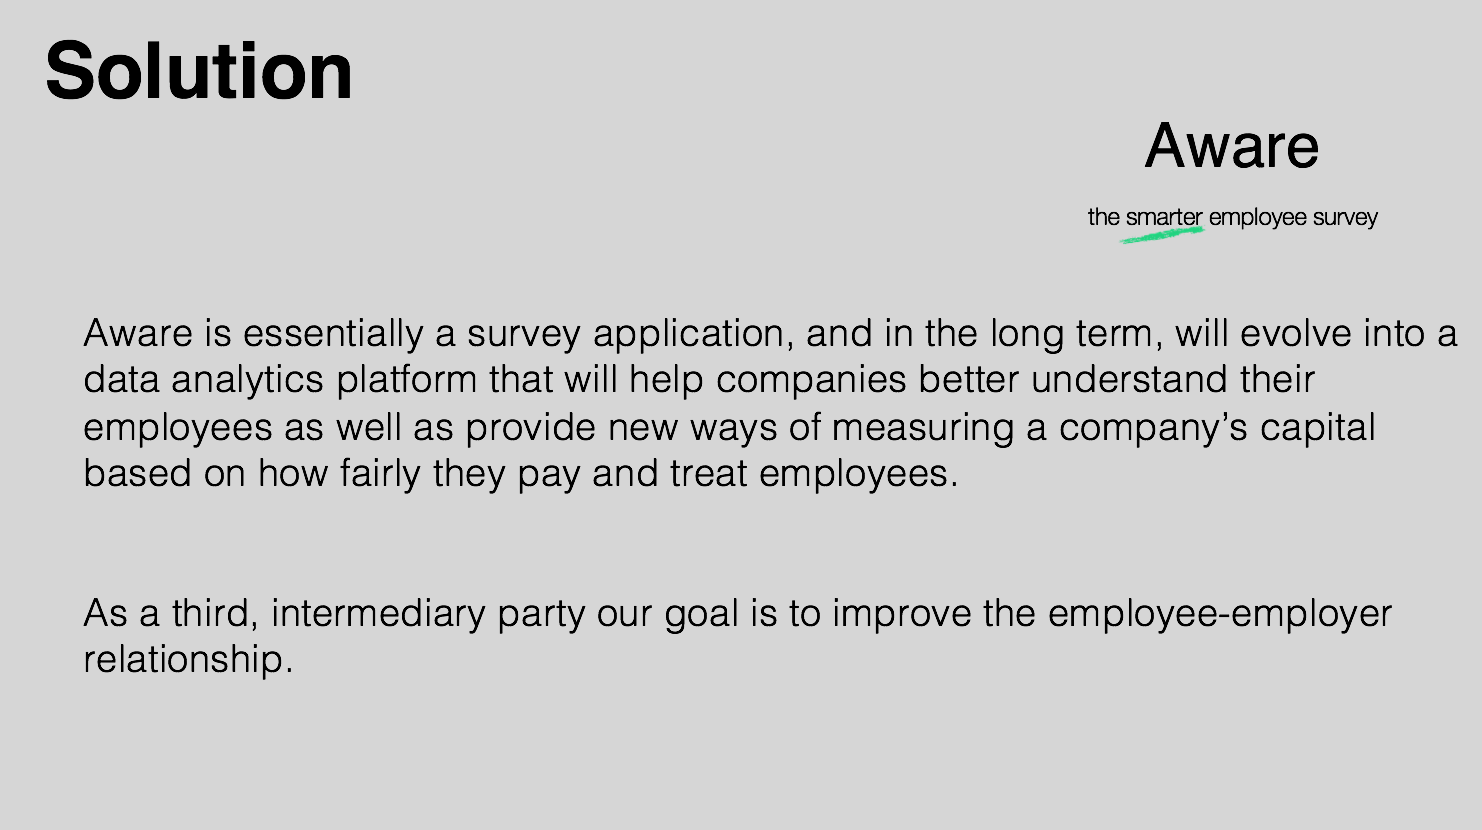 Solution
Aware
the smarter employee survey
Aware is essentially a survey application, and in the long term, will evolve into a
data analytics platform that will help companies better understand their
employees as well as provide new ways of measuring a company’s capital
based on how fairly they pay and treat employees.
As a third, intermediary party our goal is to improve the employee-employer
relationship.